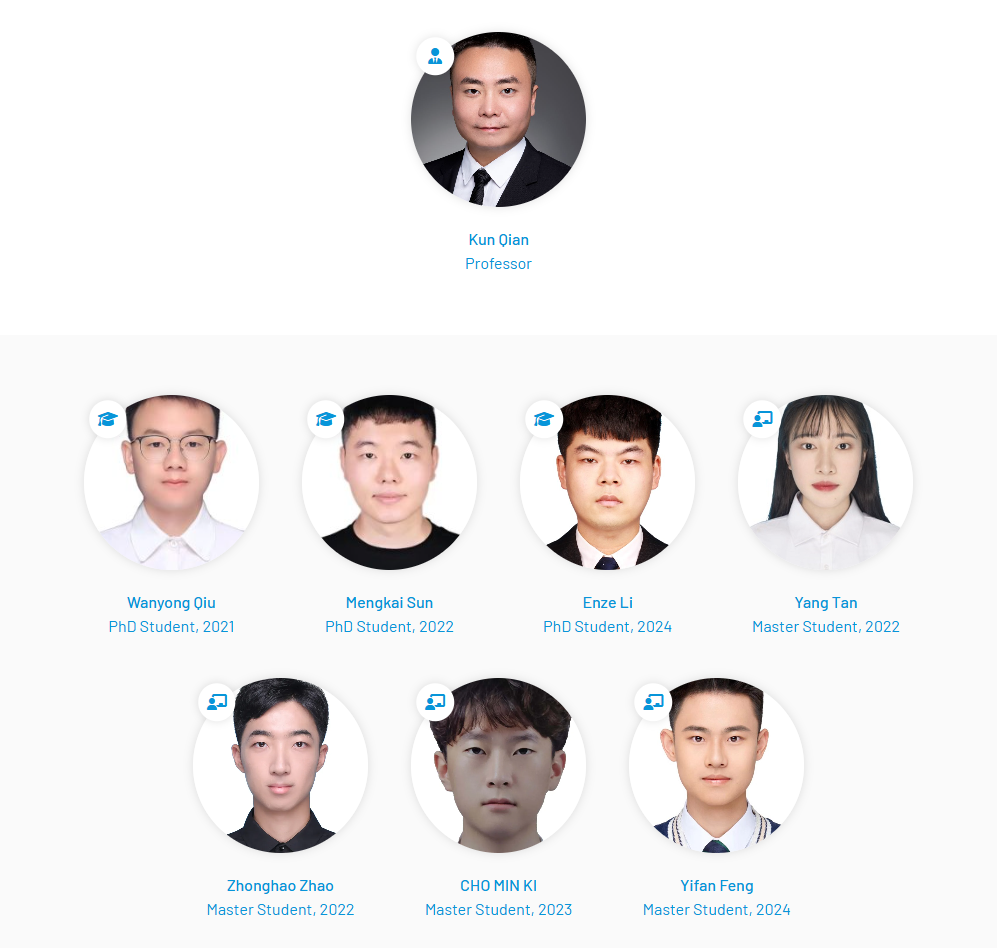 Kun Qian
Professor
Wanyong Qiu
PhD Student, 2021
Mengkai Sun
PhD Student, 2022
Enze Li
PhD Student, 2024
Yang Tan
Master Student, 2022
Zhonghao Zhao
Master Student, 2022
CHO MIN KI
Master Student, 2023
Yifan Feng
Master Student, 2024